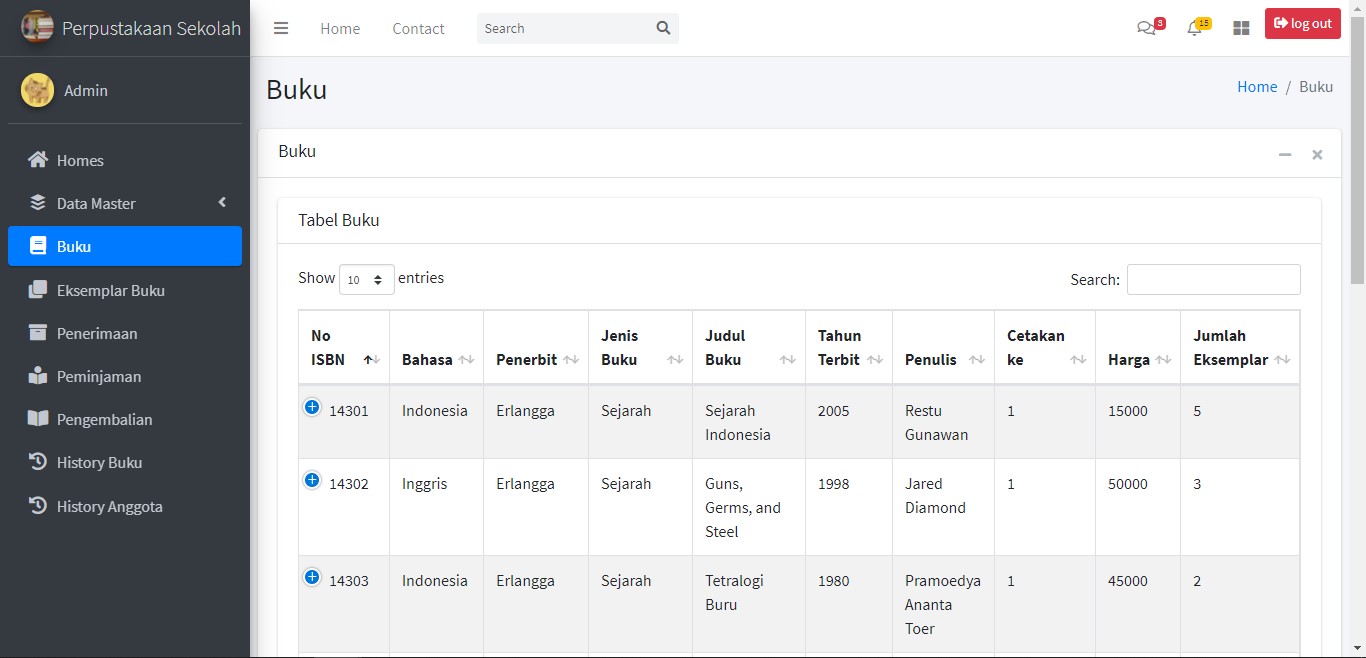 Perpustakaan Sekolah
Home
Contact
Search
3
15
log out
Admin
Homes
Data Master
Buku
Eksemplar Buku
Penerimaan
Peminjaman
Pengembalian
History Buku
History Anggota
Buku
Home / Buku
Buku
Tabel Buku
Show 10 entries
Search:
No ISBN
Bahasa
Penerbit
Jenis Buku
Judul Buku
Tahun Terbit
Penulis
Cetakan ke
Harga
Jumlah Eksemplar
14301 Indonesia Erlangga Sejarah Sejarah Indonesia 2005 Restu Gunawan 1 15000 5
14302 Inggris Erlangga Sejarah Guns, Germs, and Steel 1998 Jared Diamond 1 50000 3
14303 Indonesia Erlangga Sejarah Tetralogi Buru 1980 Pramoedya Ananta Toer 1 45000 2